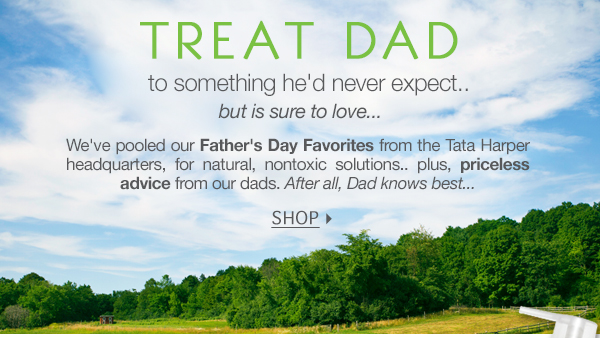 TREAT DAD
to something he'd never expect..
but is sure to love...
We've pooled our Father's Day Favorites from the Tata Harper
headquarters, for natural, nontoxic solutions.. plus, priceless
advice from our dads. After all, Dad knows best...
SHOP